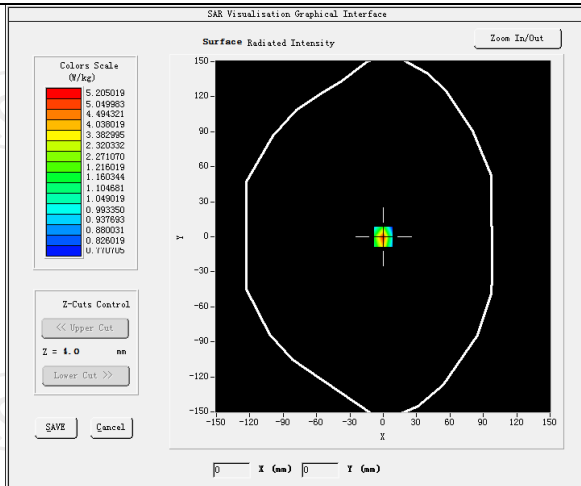 SAR Visualisation Graphical Interface
Surface Radiated Intensity
Zoom In/Out
Colors Scale
(W/kg)
5.205019
5.049983
4.494321
4.038019
3.382995
2.320332
2.271070
1.216019
1.160344
1.104681
1.049019
0.993350
0.937693
0.880031
0.826019
0.770705
Z-Cuts Control
<< Upper Cut
Z = 4.0 mm
Lower Cut >>
SAVE Cancel
150
120
90
60
30
0
-30
-60
-90
-120
-150
Y
-150 -120 -90 -60 -30 0 30 60 90 120 150
X
0 X (mm) 0 Y (mm)